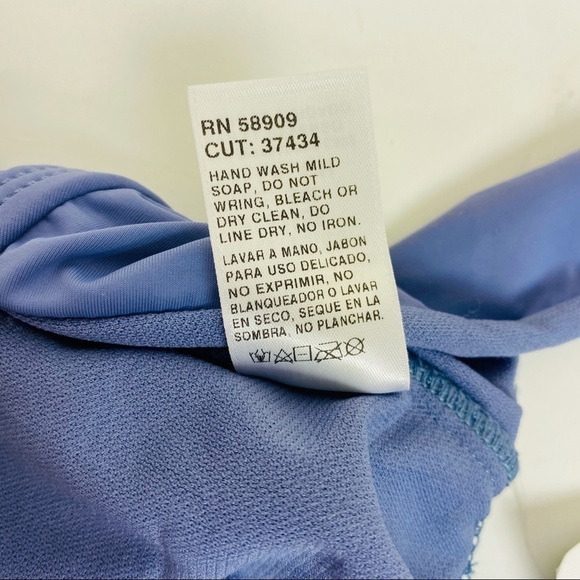 RN 58909
CUT: 37434
HAND WASH MILD
SOAP, DO NOT
WRING, BLEACH OR
DRY CLEAN, DO
LINE DRY, NO IRON.
LAVAR A MANO, JABON
PARA USO DELICADO,
NO EXPRIMIR, NO
BLANQUEADOR O LAVAR
EN SECO, SEQUE EN LA
SOMBRA, NO PLANCHAR.